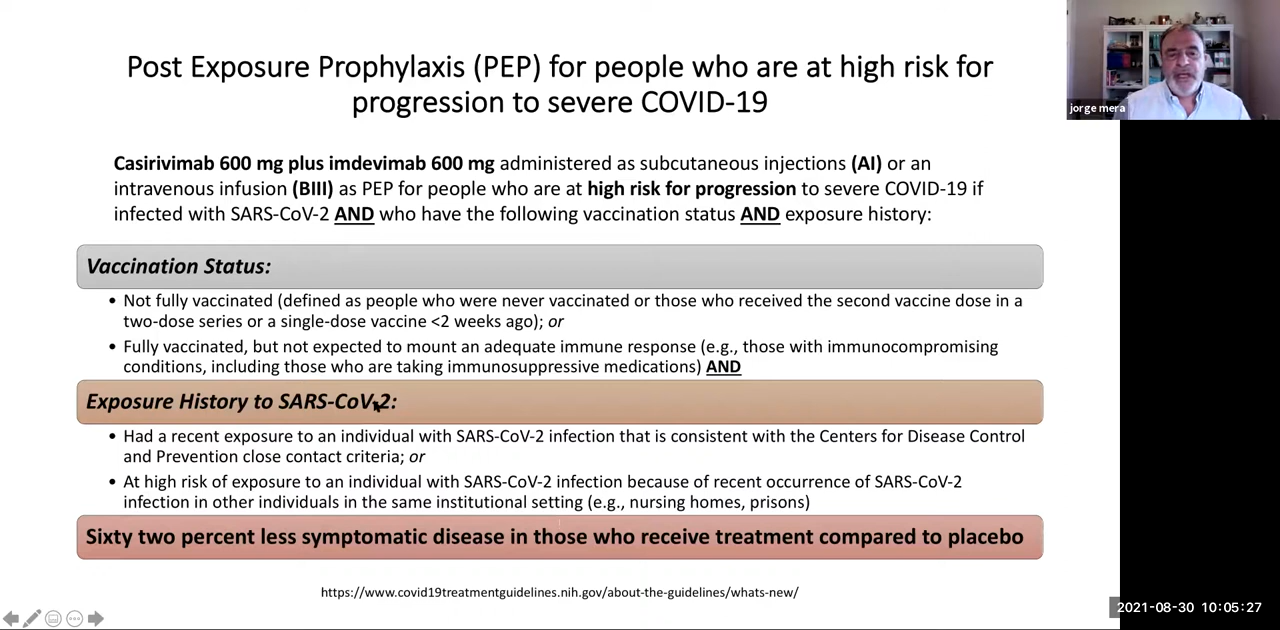 Post Exposure Prophylaxis (PEP) for people who are at high risk for
progression to severe COVID-19
jorge mera
Casirivimab 600 mg plus imdevimab 600 mg administered as subcutaneous injections (AI) or an
intravenous infusion (BIII) as PEP for people who are at high risk for progression to severe COVID-19 if
infected with SARS-CoV-2 AND who have the following vaccination status AND exposure history:
Vaccination Status:
• Not fully vaccinated (defined as people who were never vaccinated or those who received the second vaccine dose in a
two-dose series or a single-dose vaccine <2 weeks ago); or
• Fully vaccinated, but not expected to mount an adequate immune response (e.g., those with immunocompromising
conditions, including those who are taking immunosuppressive medications) AND
Exposure History to SARS-CoV-2:
• Had a recent exposure to an individual with SARS-CoV-2 infection that is consistent with the Centers for Disease Control
and Prevention close contact criteria; or
• At high risk of exposure to an individual with SARS-CoV-2 infection because of recent occurrence of SARS-CoV-2
infection in other individuals in the same institutional setting (e.g., nursing homes, prisons)
Sixty two percent less symptomatic disease in those who receive treatment compared to placebo
https://www.covid19treatmentguidelines.nih.gov/about-the-guidelines/whats-new/
2021-08-30 10:05:27